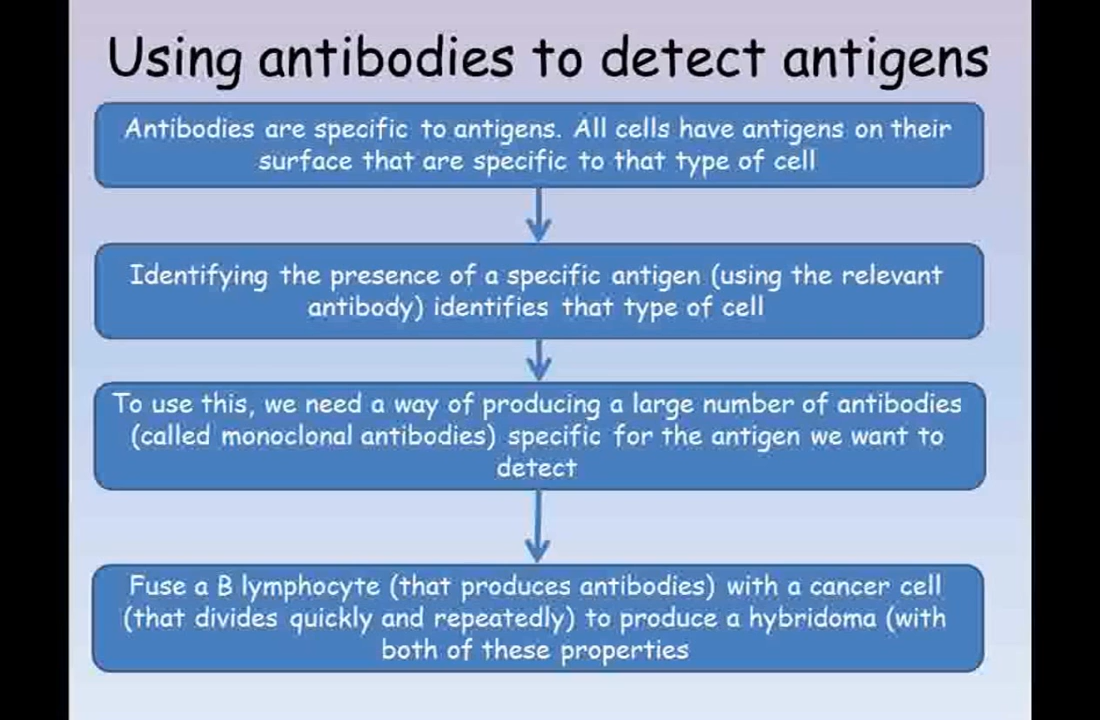 Using antibodies to detect antigens
Antibodies are specific to antigens. All cells have antigens on their
surface that are specific to that type of cell
Identifying the presence of a specific antigen (using the relevant
antibody) identifies that type of cell
To use this, we need a way of producing a large number of antibodies
(called monoclonal antibodies) specific for the antigen we want to
detect
Fuse a B lymphocyte (that produces antibodies) with a cancer cell
(that divides quickly and repeatedly) to produce a hybridoma (with
both of these properties